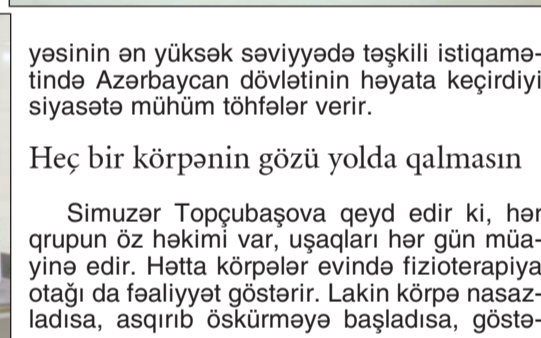 yəsinin ən yüksək səviyyədə təşkili istiqamə-
tində Azərbaycan dövlətinin həyata keçirdiyi
siyasətə mühüm töhfələr verir.
Heç bir körpənin gözü yolda qalmasın
Simuzər Topçubaşova qeyd edir ki, hər
qrupun öz həkimi var, uşaqları hər gün müa-
yinə edir. Hətta körpələr evində fizioterapiya
otağı da fəaliyyət göstərir. Lakin körpə nasaz-
ladısa, asqırıb öskürməyə başladısa, göstə-